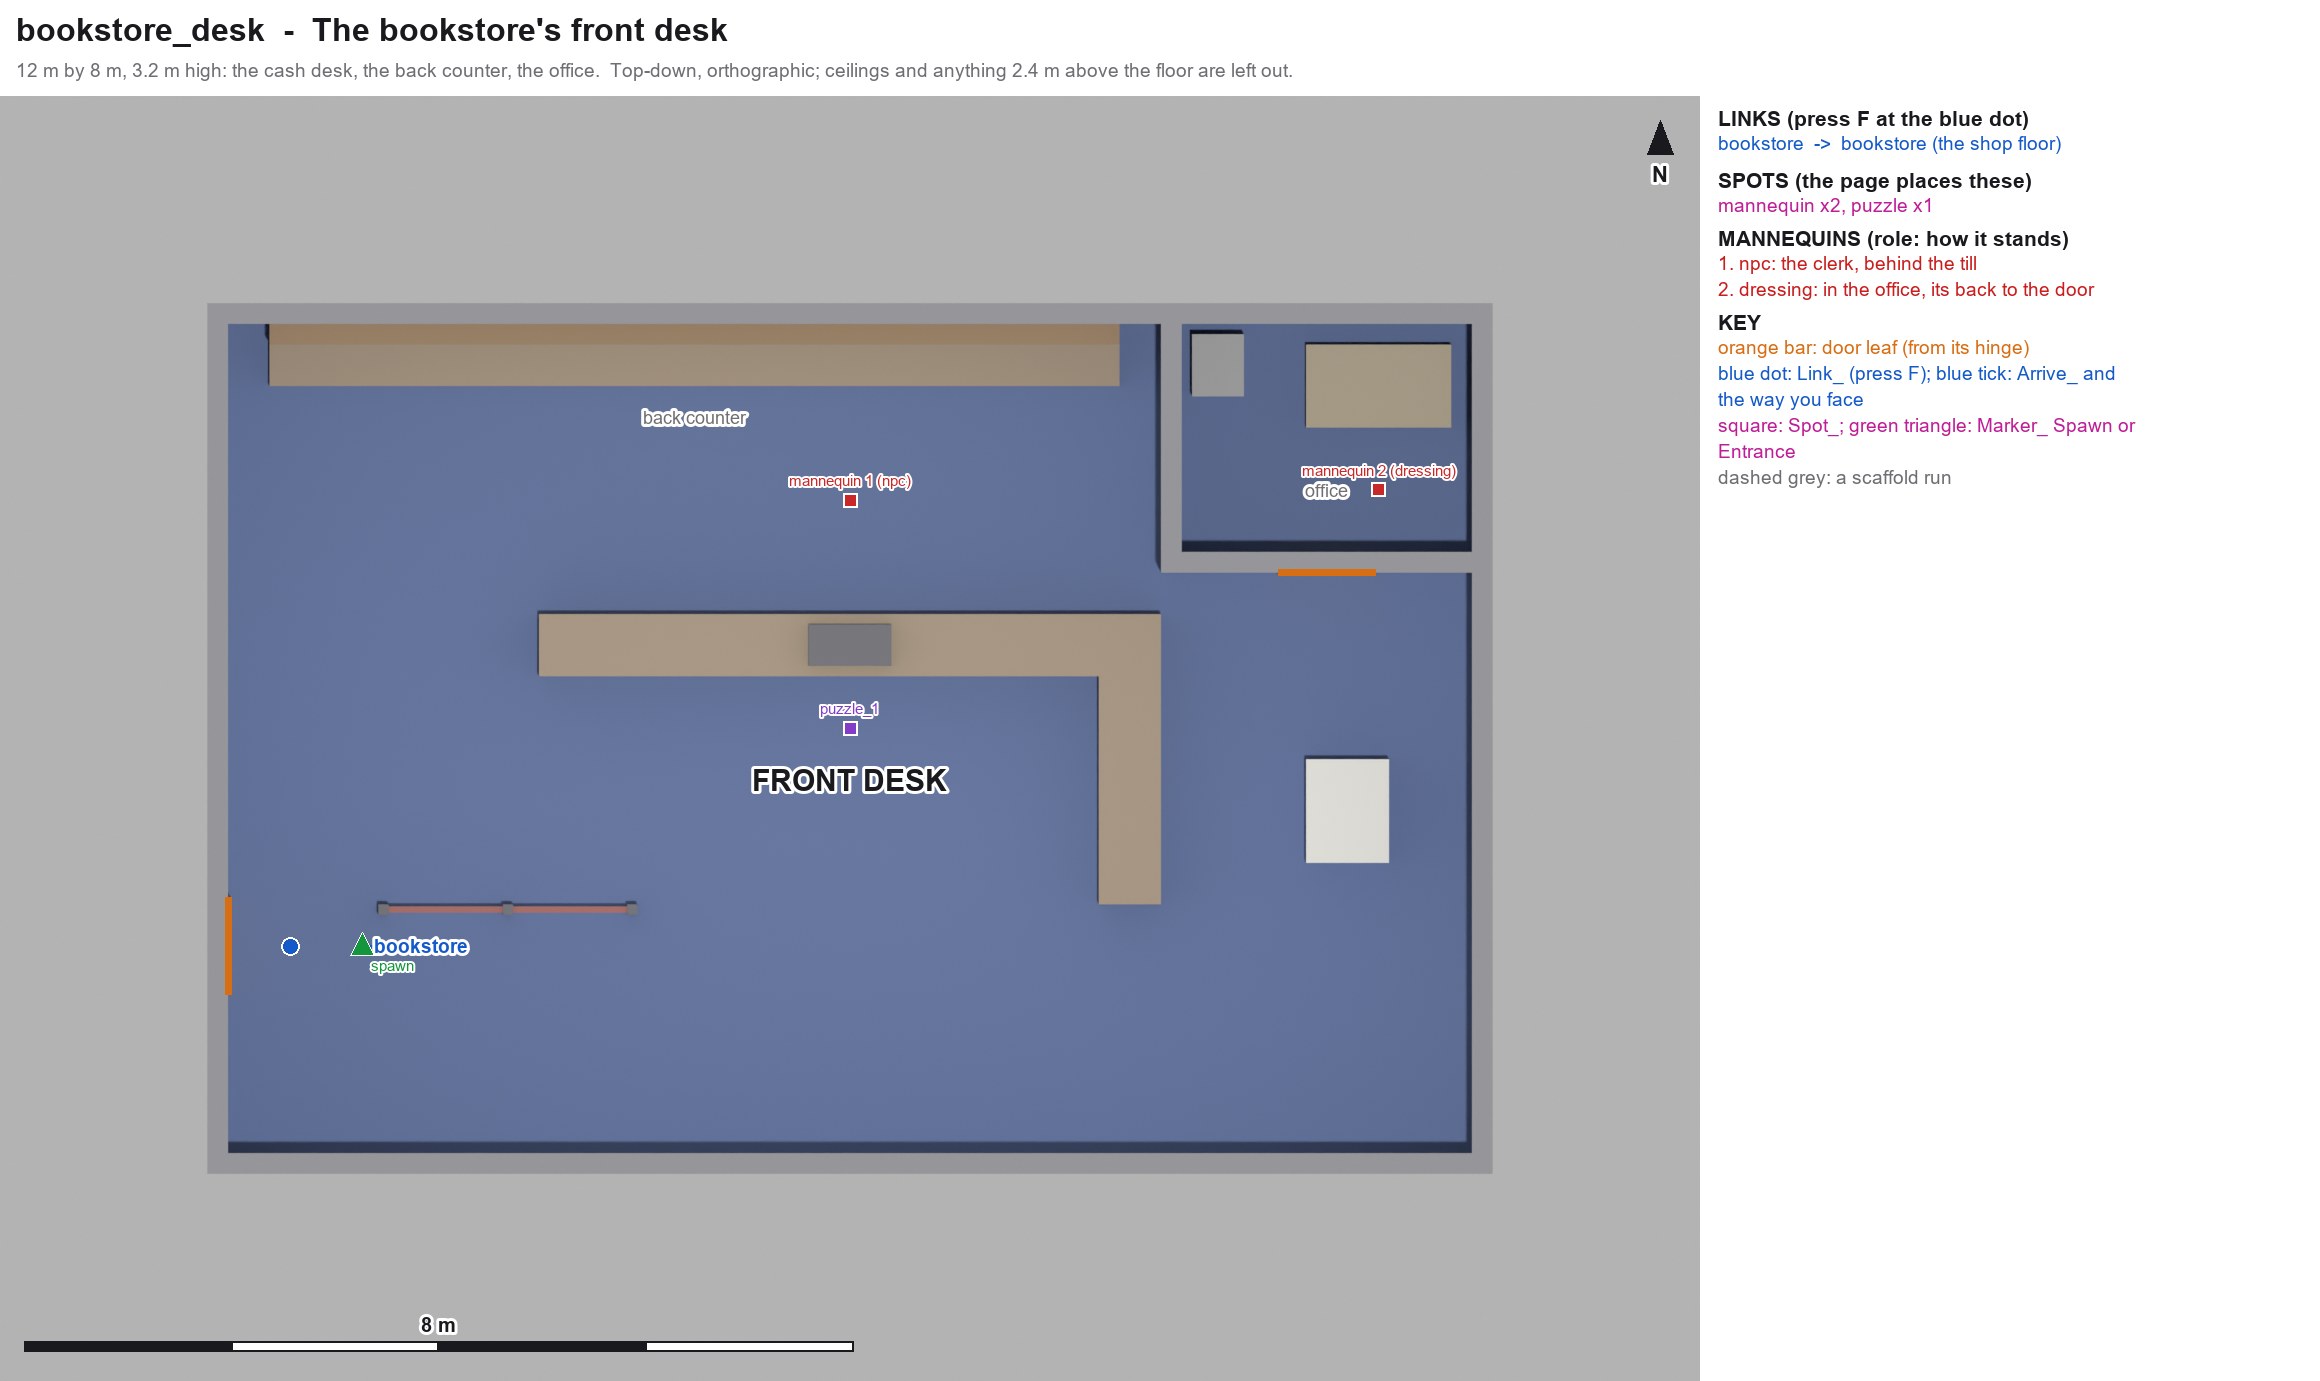 bookstore_desk - The bookstore's front desk
12 m by 8 m, 3.2 m high: the cash desk, the back counter, the office. Top-down, orthographic; ceilings and anything 2.4 m above the floor are left out.
N
back counter
mannequin 1 (npc)
mannequin 2 (dressing)
office
puzzle_1
FRONT DESK
bookstore
spawn
8 m
LINKS (press F at the blue dot)
bookstore -> bookstore (the shop floor)
SPOTS (the page places these)
mannequin x2, puzzle x1
MANNEQUINS (role: how it stands)
1. npc: the clerk, behind the till
2. dressing: in the office, its back to the door
KEY
orange bar: door leaf (from its hinge)
blue dot: Link_ (press F); blue tick: Arrive_ and
the way you face
square: Spot_; green triangle: Marker_ Spawn or
Entrance
dashed grey: a scaffold run